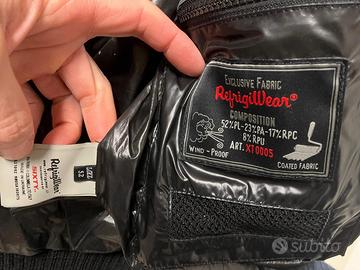 EXCLUSIVE FABRIC
RefrigiWear®
COMPOSITION
52%PL-23%PA-17%RPC
8%RPU
ART. XT0005
WIND-PROOF
COATED FABRIC
RefrigiWear
SIXTY
subito